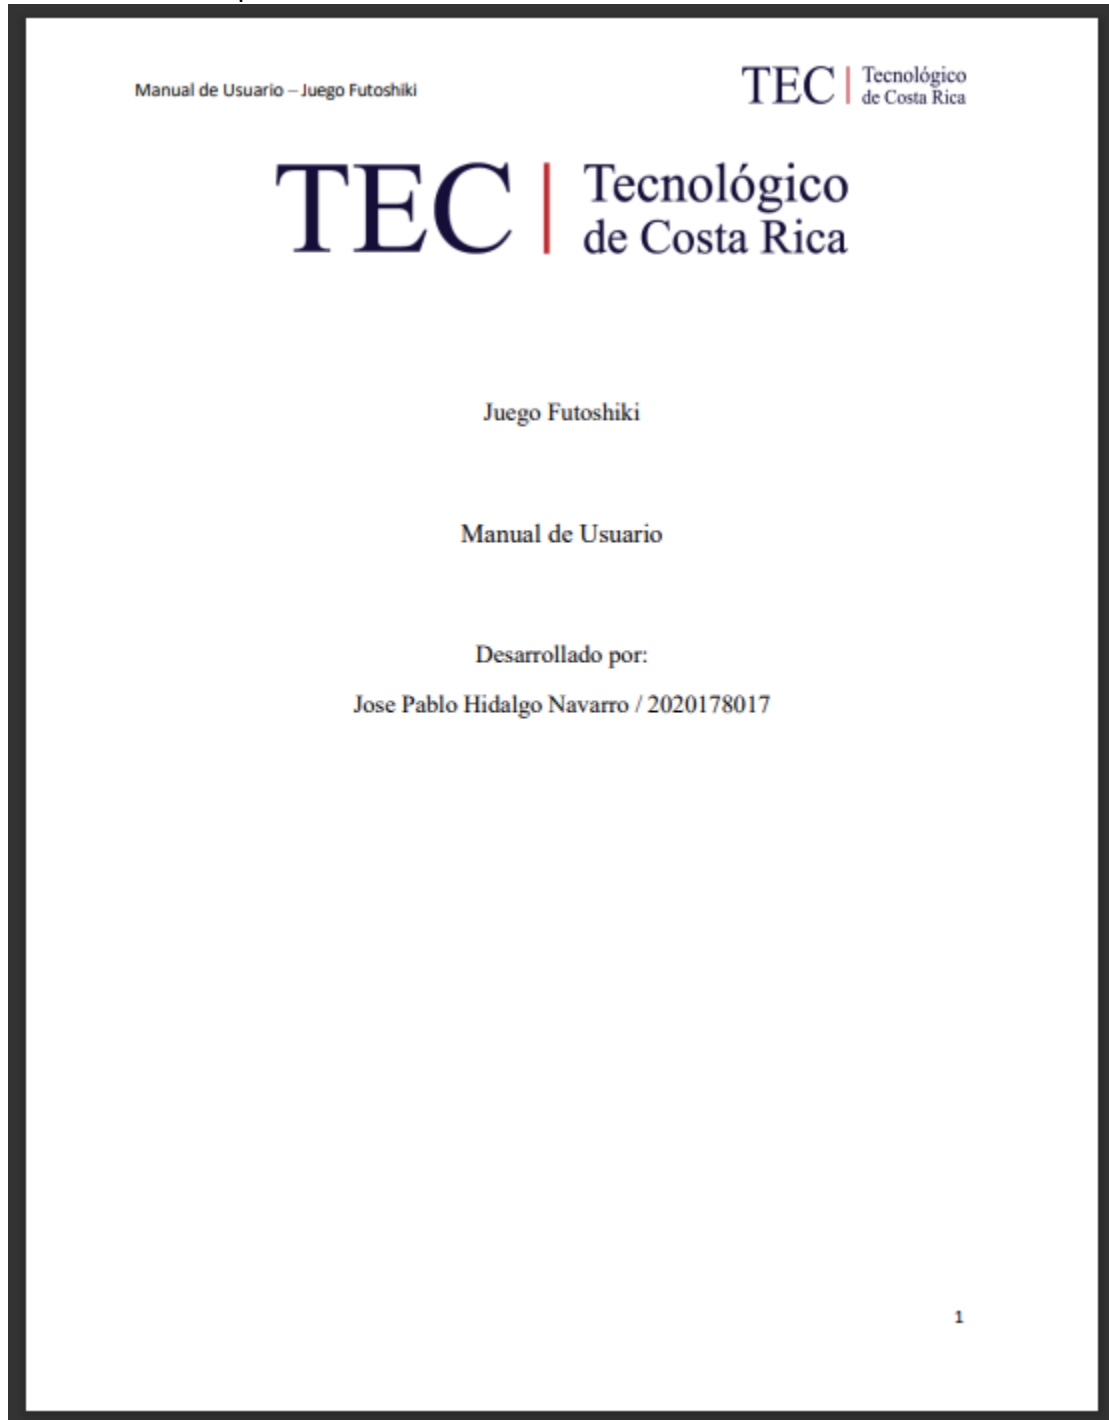 Manual de Usuario – Juego Futoshiki
TEC | Tecnológico
de Costa Rica
TEC | Tecnológico
de Costa Rica
Juego Futoshiki
Manual de Usuario
Desarrollado por:
Jose Pablo Hidalgo Navarro / 2020178017
1